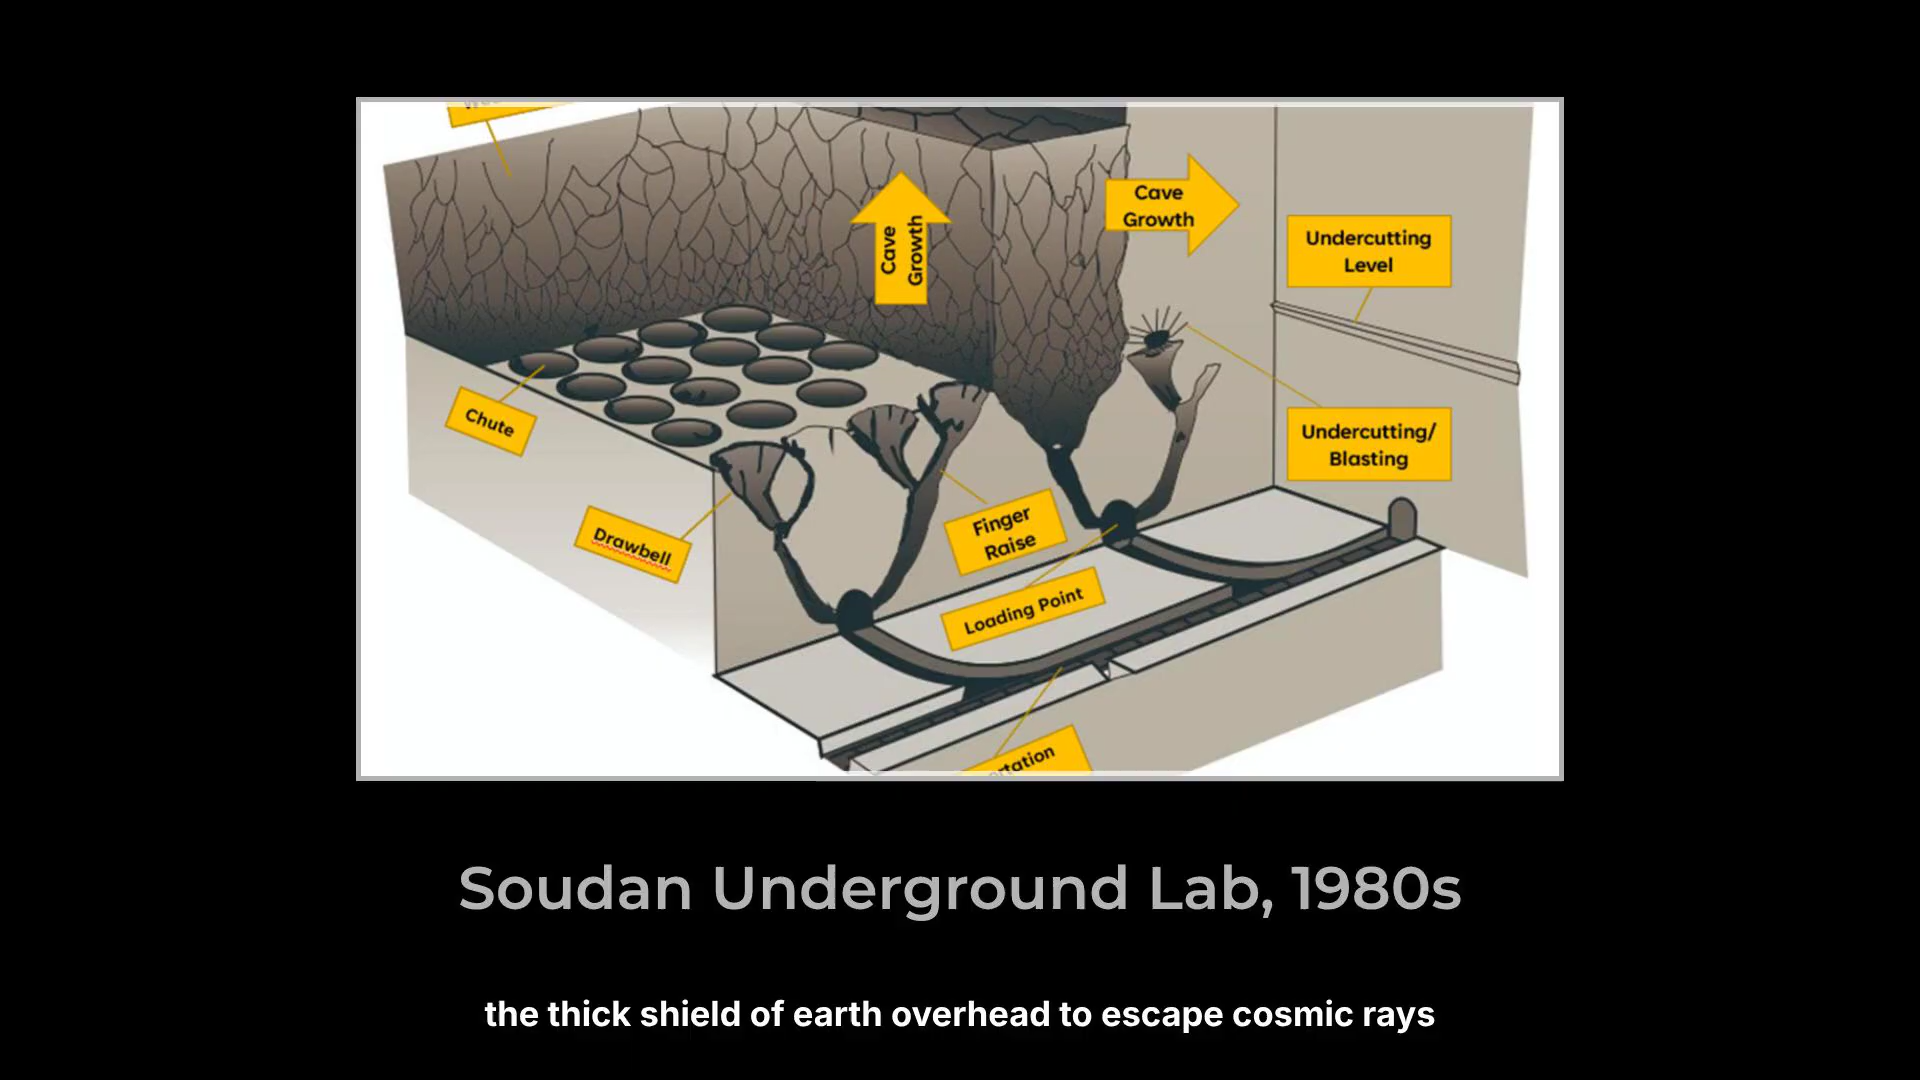 Cave
Growth
Cave
Growth
Undercutting
Level
Chute
Undercutting/
Blasting
Drawbell
Finger
Raise
Loading Point
Soudan Underground Lab, 1980s
the thick shield of earth overhead to escape cosmic rays